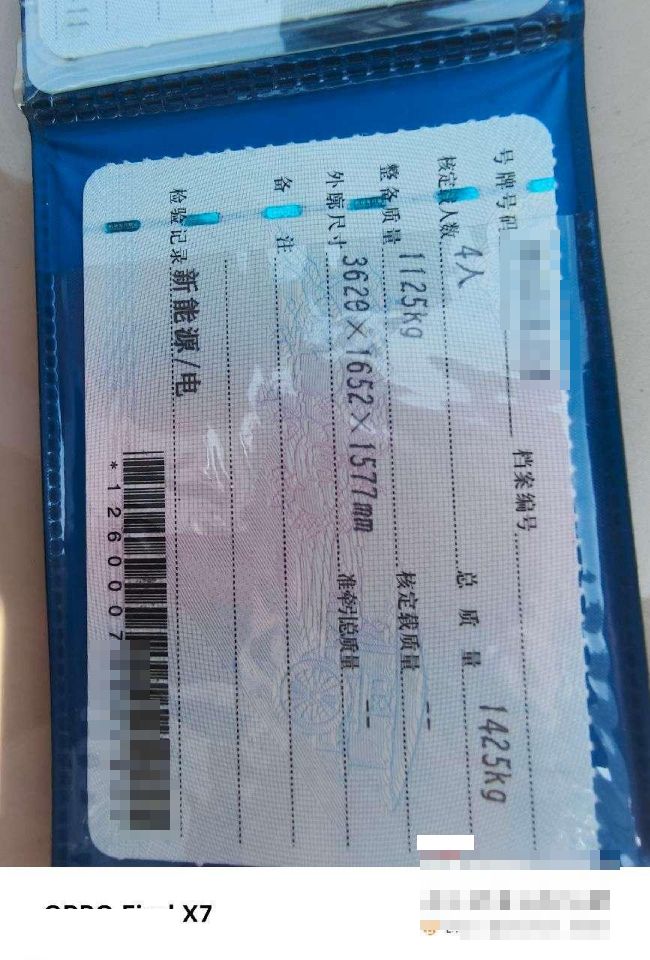 号牌号码 档案编号
核定载人数 4人 总质量 1425kg
整备质量 1125kg 核定载质量 --
外廓尺寸 3620×1652×1577mm 准牵引总质量 --
备注
检验记录 新能源/电
*1260007
X7